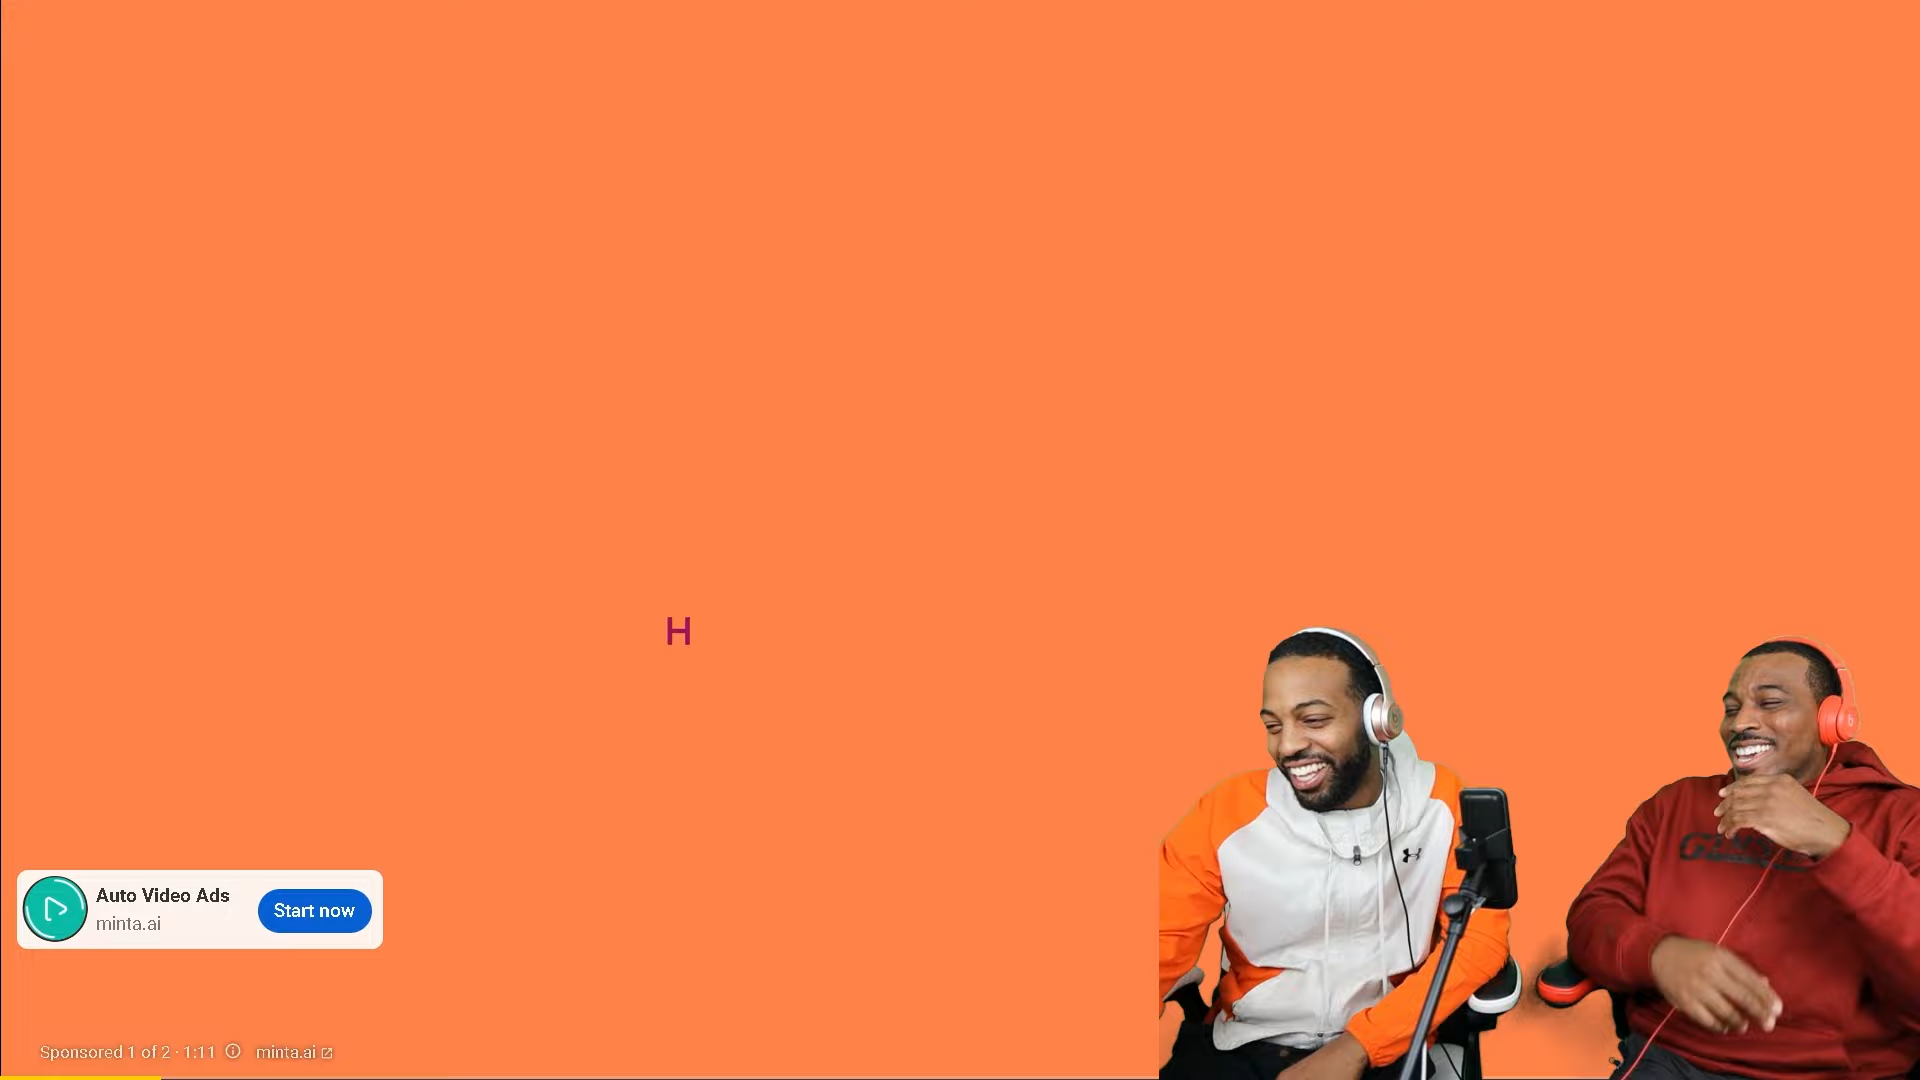 H
Auto Video Ads
minta.ai
Start now
Sponsored 1 of 2 · 1:11 minta.ai